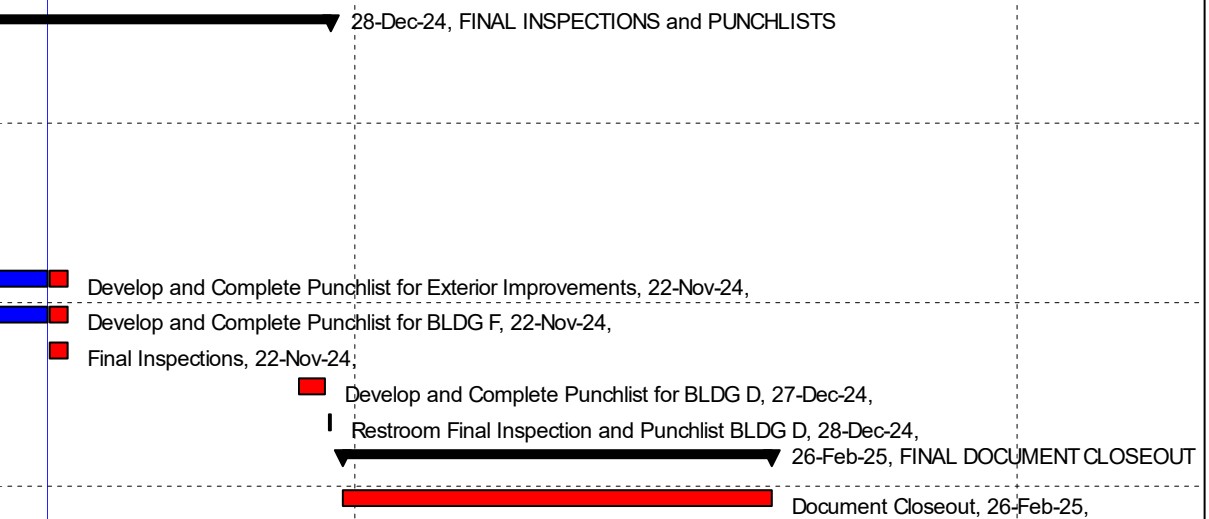 28-Dec-24, FINAL INSPECTIONS and PUNCHLISTS
Develop and Complete Punchlist for Exterior Improvements, 22-Nov-24,
Develop and Complete Punchlist for BLDG F, 22-Nov-24,
Final Inspections, 22-Nov-24,
Develop and Complete Punchlist for BLDG D, 27-Dec-24,
Restroom Final Inspection and Punchlist BLDG D, 28-Dec-24,
26-Feb-25, FINAL DOCUMENT CLOSEOUT
Document Closeout, 26-Feb-25,